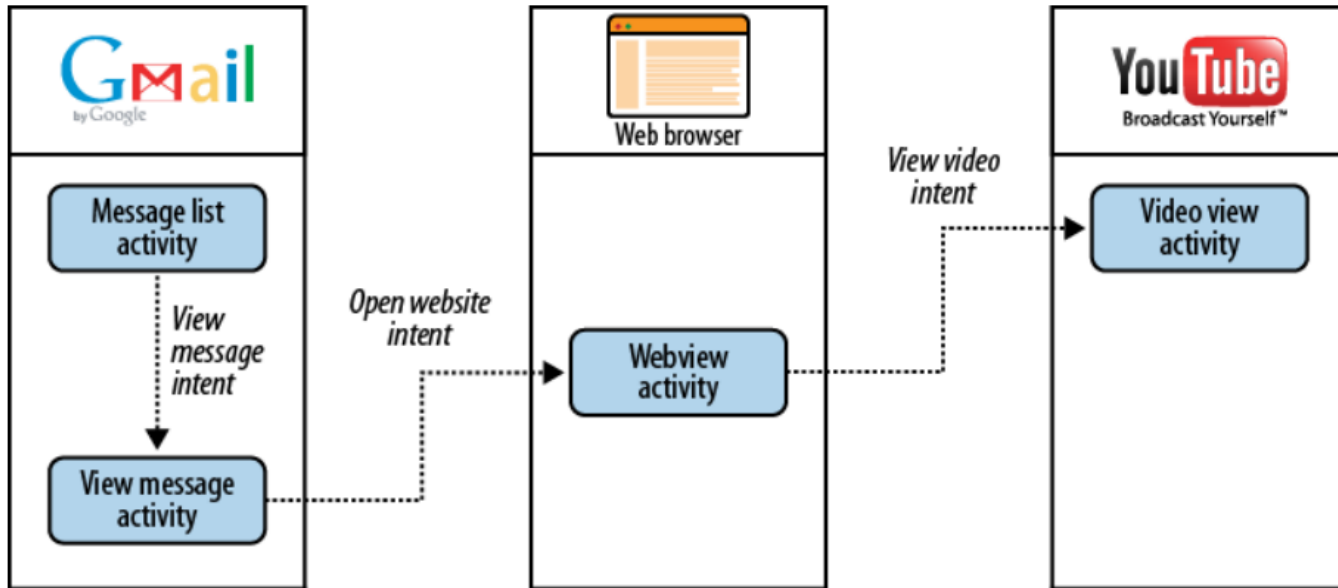 Gmail
by Google
Message list
activity
View
message
intent
View message
activity
Open website
intent
Web browser
Webview
activity
View video
intent
YouTube
Broadcast Yourself™
Video view
activity